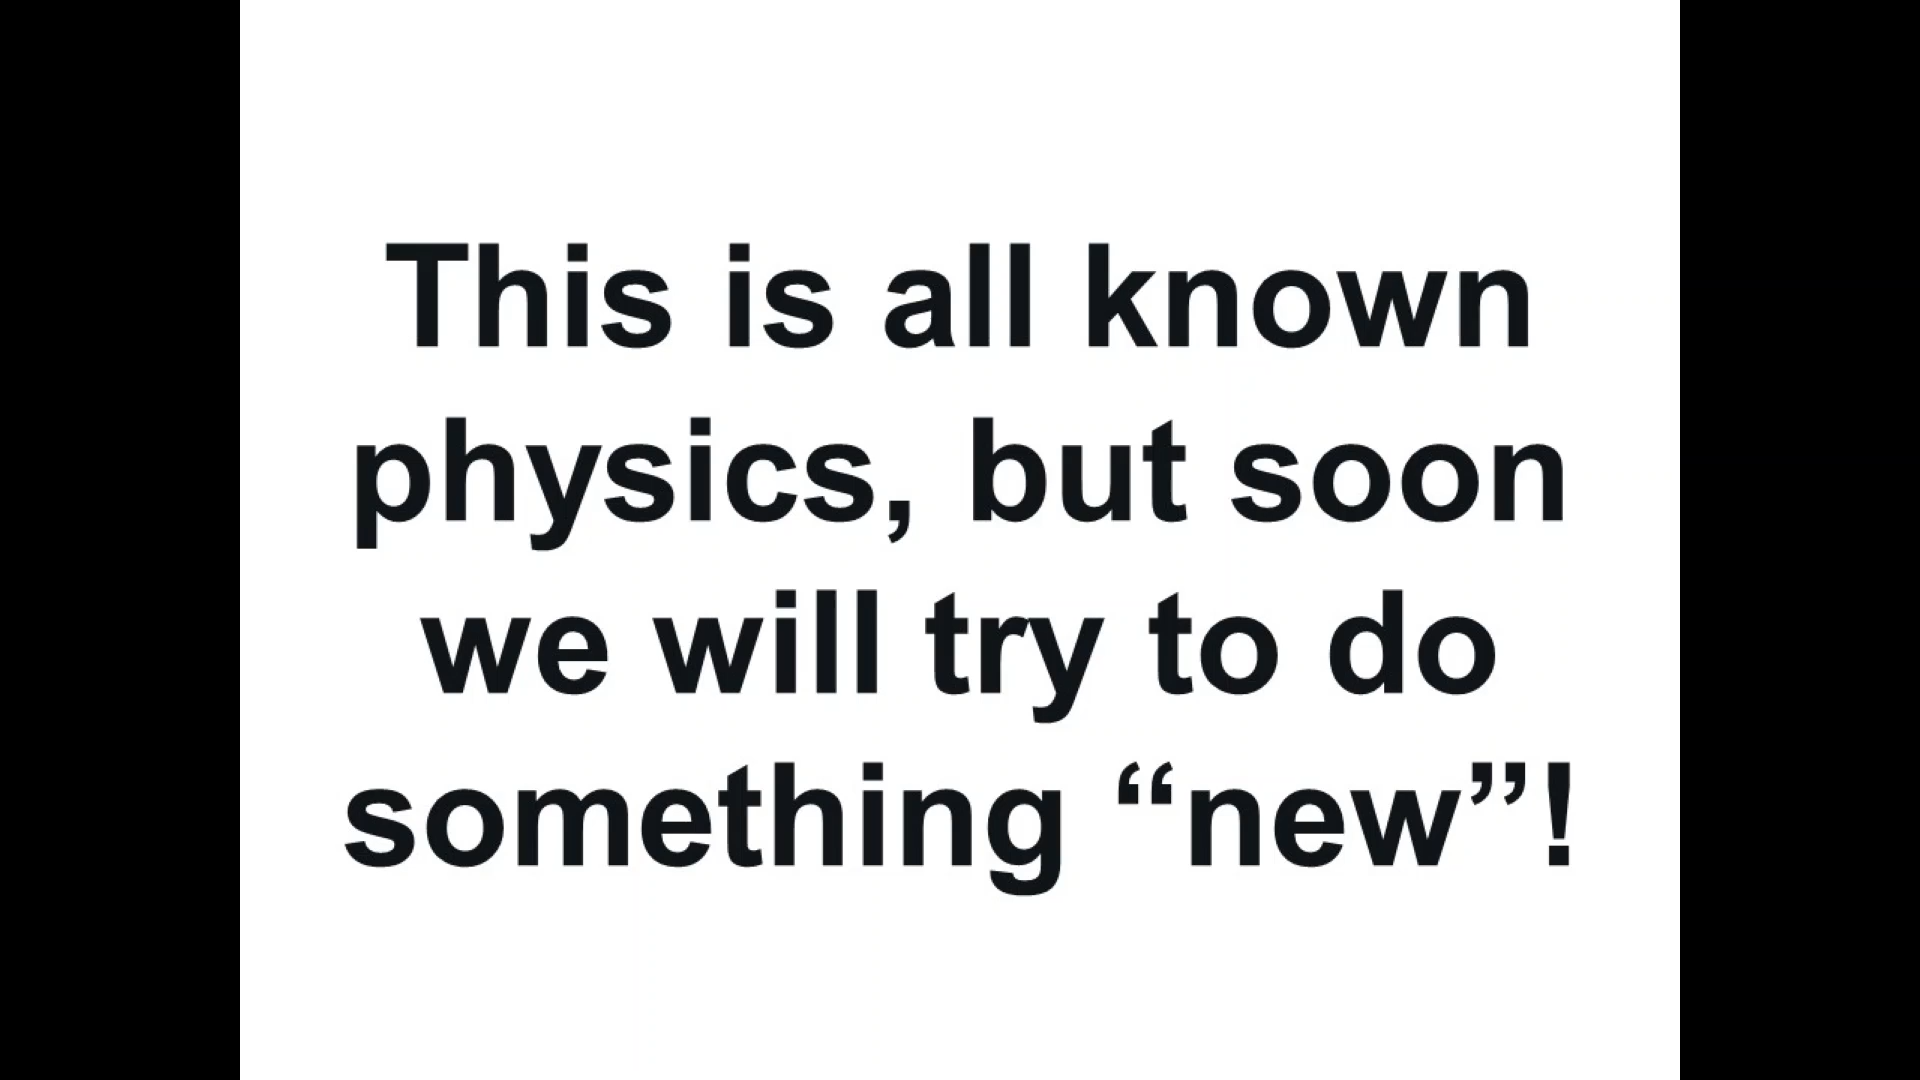 This is all known
physics, but soon
we will try to do
something “new”!